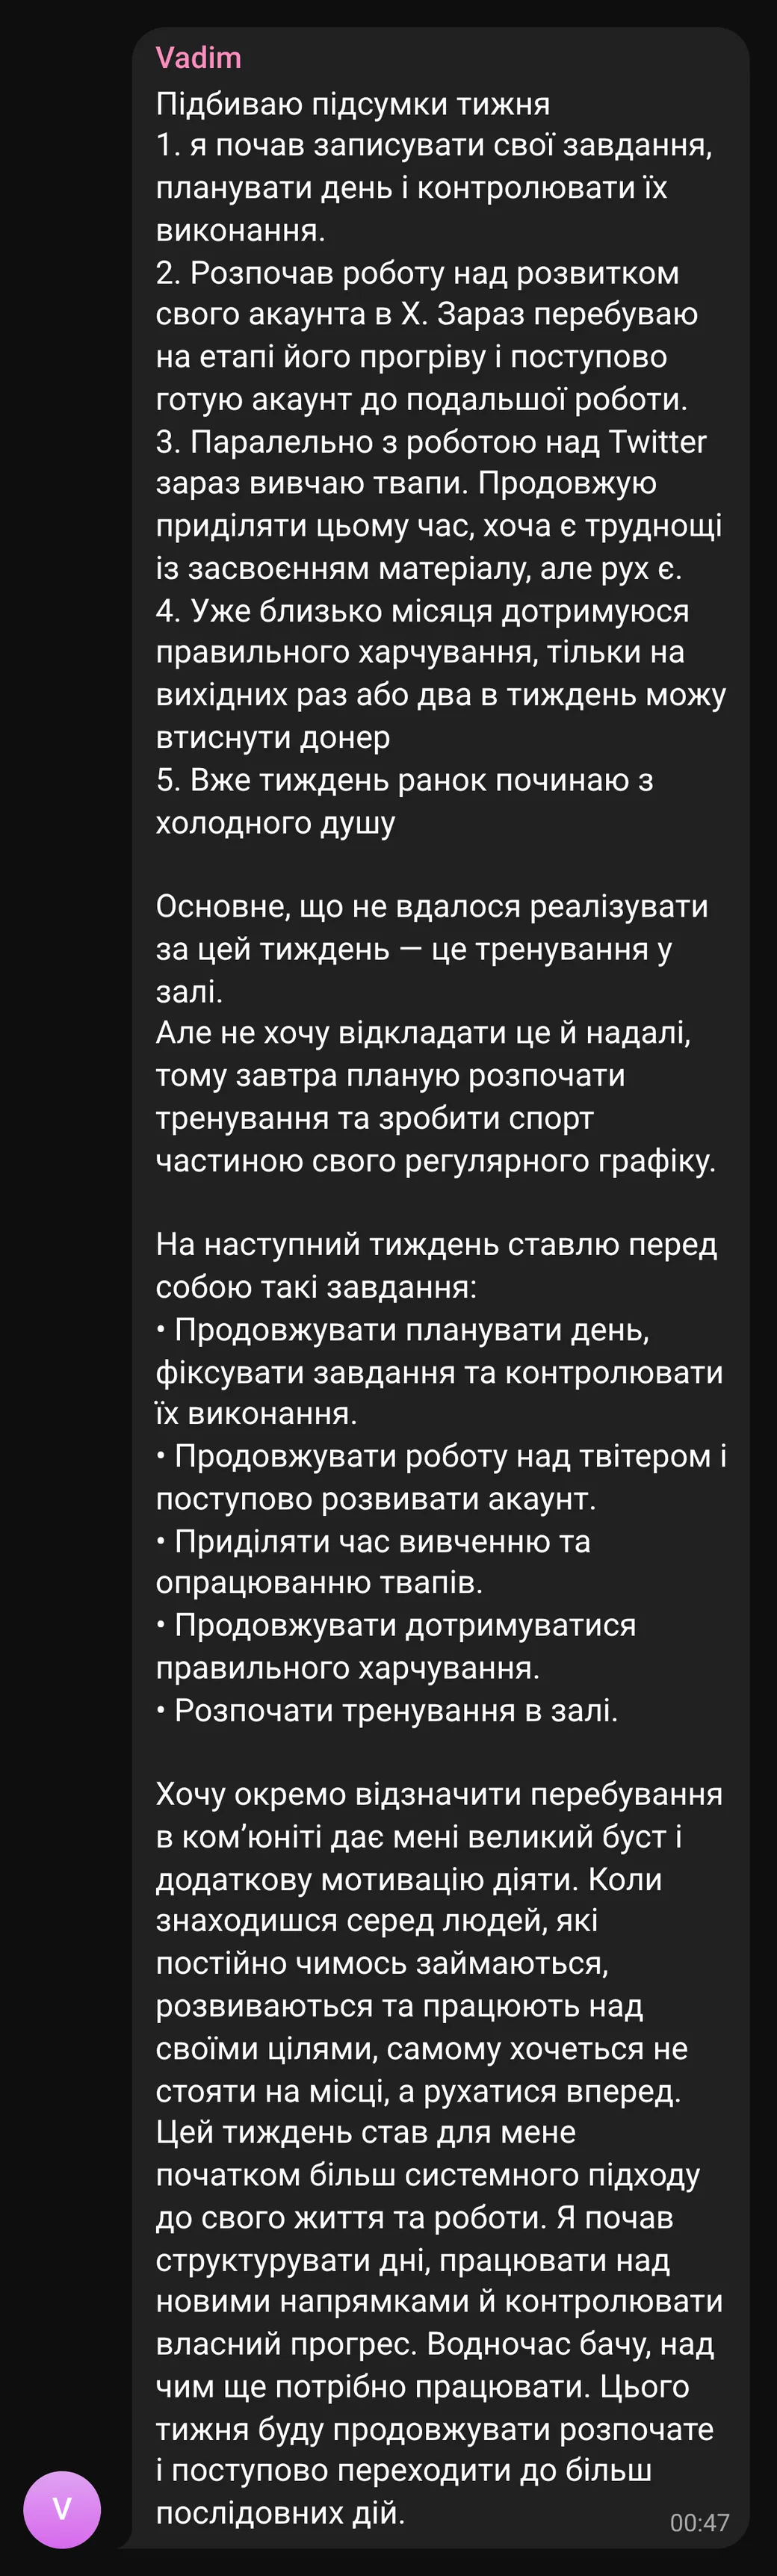 Vadim
Підбиваю підсумки тижня
1. я почав записувати свої завдання,
планувати день і контролювати їх
виконання.
2. Розпочав роботу над розвитком
свого акаунта в X. Зараз перебуваю
на етапі його прогріву і поступово
готую акаунт до подальшої роботи.
3. Паралельно з роботою над Twitter
зараз вивчаю твапи. Продовжую
приділяти цьому час, хоча є труднощі
із засвоєнням матеріалу, але рух є.
4. Уже близько місяця дотримуюся
правильного харчування, тільки на
вихідних раз або два в тиждень можу
втиснути донер
5. Вже тиждень ранок починаю з
холодного душу

Основне, що не вдалося реалізувати
за цей тиждень — це тренування у
залі.
Але не хочу відкладати це й надалі,
тому завтра планую розпочати
тренування та зробити спорт
частиною свого регулярного графіку.

На наступний тиждень ставлю перед
собою такі завдання:
• Продовжувати планувати день,
фіксувати завдання та контролювати
їх виконання.
• Продовжувати роботу над твітером і
поступово розвивати акаунт.
• Приділяти час вивченню та
опрацюванню твапів.
• Продовжувати дотримуватися
правильного харчування.
• Розпочати тренування в залі.

Хочу окремо відзначити перебування
в ком’юніті дає мені великий буст і
додаткову мотивацію діяти. Коли
знаходишся серед людей, які
постійно чимось займаються,
розвиваються та працюють над
своїми цілями, самому хочеться не
стояти на місці, а рухатися вперед.
Цей тиждень став для мене
початком більш системного підходу
до свого життя та роботи. Я почав
структурувати дні, працювати над
новими напрямками й контролювати
власний прогрес. Водночас бачу, над
чим ще потрібно працювати. Цього
тижня буду продовжувати розпочате
і поступово переходити до більш
послідовних дій.
00:47
V